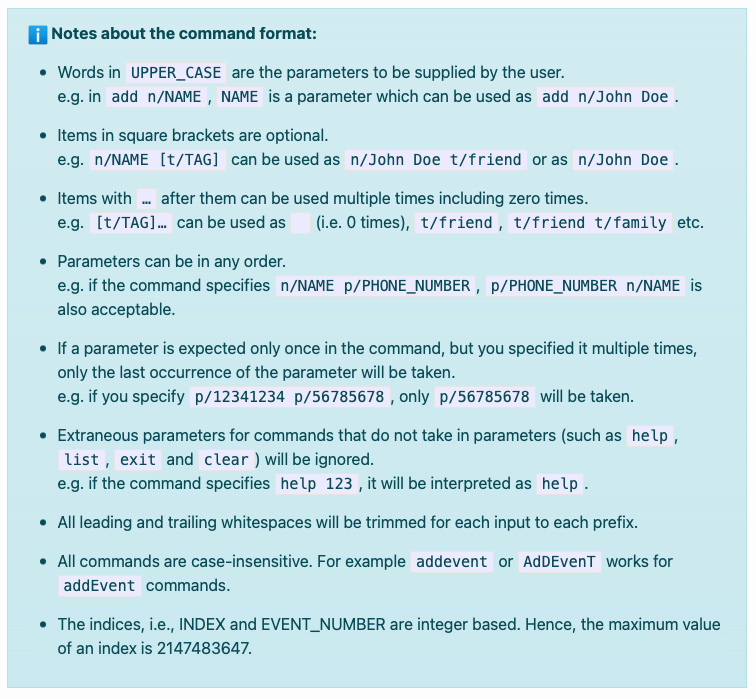 ℹ️ Notes about the command format:
• Words in UPPER_CASE are the parameters to be supplied by the user.
e.g. in add n/NAME , NAME is a parameter which can be used as add n/John Doe .
• Items in square brackets are optional.
e.g. n/NAME [t/TAG] can be used as n/John Doe t/friend or as n/John Doe .
• Items with … after them can be used multiple times including zero times.
e.g. [t/TAG]… can be used as   (i.e. 0 times), t/friend , t/friend t/family etc.
• Parameters can be in any order.
e.g. if the command specifies n/NAME p/PHONE_NUMBER , p/PHONE_NUMBER n/NAME is
also acceptable.
• If a parameter is expected only once in the command, but you specified it multiple times,
only the last occurrence of the parameter will be taken.
e.g. if you specify p/12341234 p/56785678 , only p/56785678 will be taken.
• Extraneous parameters for commands that do not take in parameters (such as help ,
list , exit and clear ) will be ignored.
e.g. if the command specifies help 123 , it will be interpreted as help .
• All leading and trailing whitespaces will be trimmed for each input to each prefix.
• All commands are case-insensitive. For example addevent or AdDEvenT works for
addEvent commands.
• The indices, i.e., INDEX and EVENT_NUMBER are integer based. Hence, the maximum value
of an index is 2147483647.